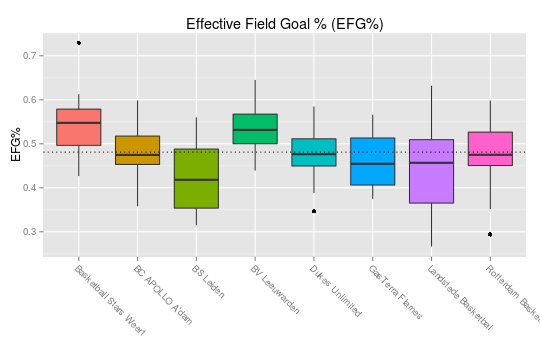 Effective Field Goal % (EFG%)
EFG%
0.7
0.6
0.5
0.4
0.3
Basketball Stars Weert
BC APOLLO A'dam
BS Leiden
BV Leeuwarden
Dukes Unlimited
GasTerra Flames
Landstede Basketbal
Rotterdam Basket